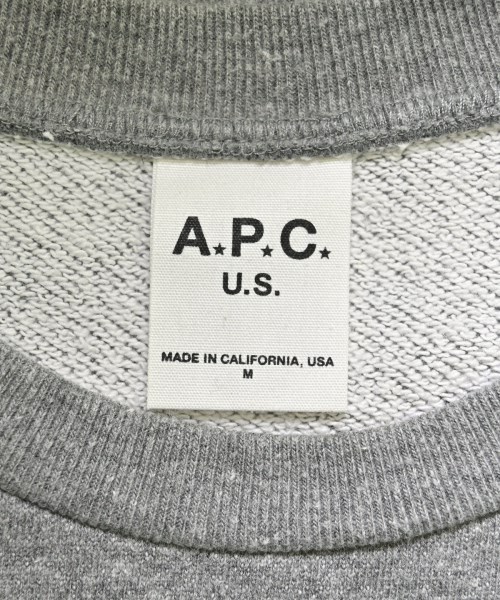 A★P★C★
U.S.
MADE IN CALIFORNIA, USA
M